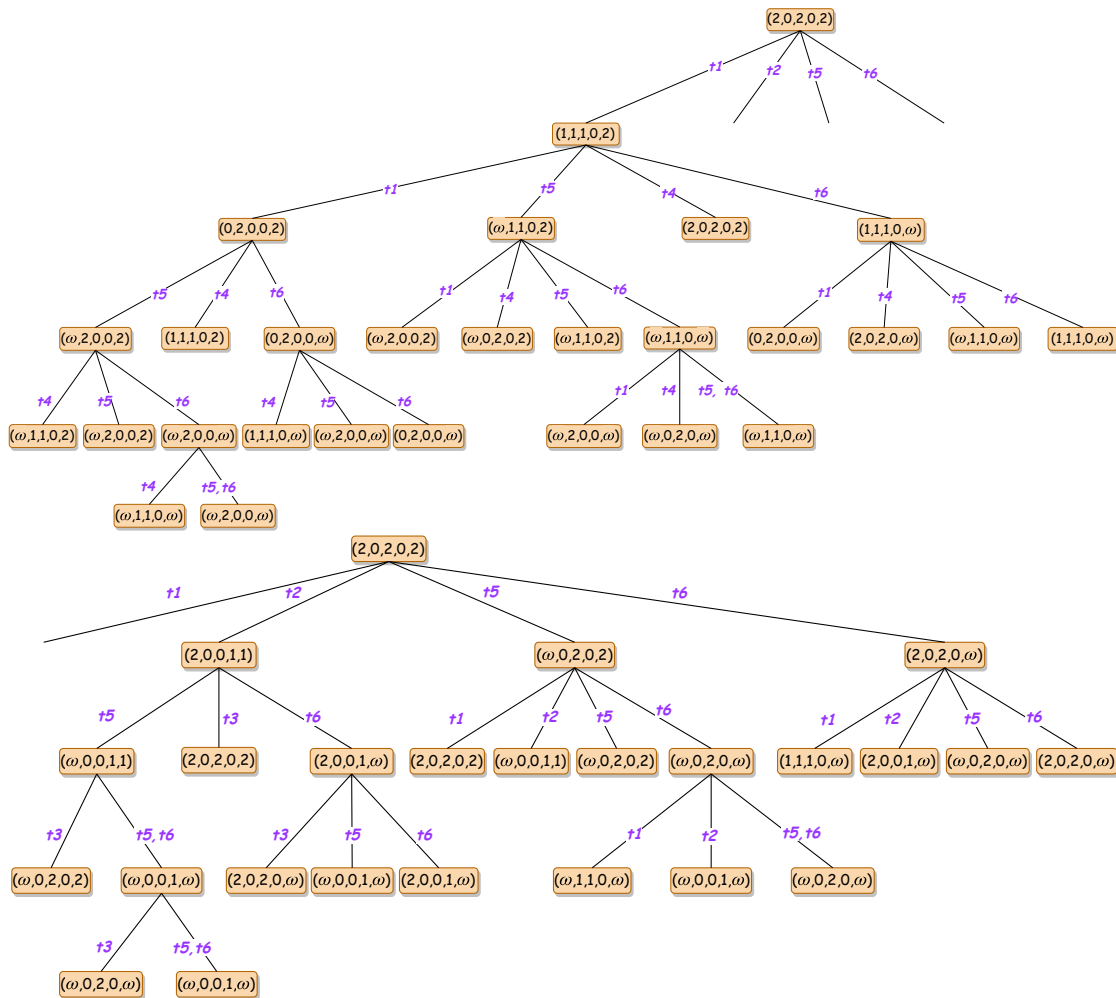 (2,0,2,0,2)
t1 t2 t5 t6
(1,1,1,0,2)
t1 t5 t4 t6
(0,2,0,0,2) (ω,1,1,0,2) (2,0,2,0,2) (1,1,1,0,ω)
t5 t4 t6 t1 t4 t5 t6 t1 t4 t5 t6
(ω,2,0,0,2) (1,1,1,0,2) (0,2,0,0,ω) (ω,2,0,0,2) (ω,0,2,0,2) (ω,1,1,0,2) (ω,1,1,0,ω) (0,2,0,0,ω) (2,0,2,0,ω) (ω,1,1,0,ω) (1,1,1,0,ω)
t4 t5 t6 t4 t5 t6 t1 t4 t5, t6
(ω,1,1,0,2) (ω,2,0,0,2) (ω,2,0,0,ω) (1,1,1,0,ω) (ω,2,0,0,ω) (0,2,0,0,ω) (ω,2,0,0,ω) (ω,0,2,0,ω) (ω,1,1,0,ω)
t4 t5,t6
(ω,1,1,0,ω) (ω,2,0,0,ω)
(2,0,2,0,2)
t1 t2 t5 t6
(2,0,0,1,1) (ω,0,2,0,2) (2,0,2,0,ω)
t5 t3 t6 t1 t2 t5 t6 t1 t2 t5 t6
(ω,0,0,1,1) (2,0,2,0,2) (2,0,0,1,ω) (2,0,2,0,2) (ω,0,0,1,1) (ω,0,2,0,2) (ω,0,2,0,ω) (1,1,1,0,ω) (2,0,0,1,ω) (ω,0,2,0,ω) (2,0,2,0,ω)
t3 t5,t6 t3 t5 t6 t1 t2 t5,t6
(ω,0,2,0,2) (ω,0,0,1,ω) (2,0,2,0,ω) (ω,0,0,1,ω) (2,0,0,1,ω) (ω,1,1,0,ω) (ω,0,0,1,ω) (ω,0,2,0,ω)
t3 t5,t6
(ω,0,2,0,ω) (ω,0,0,1,ω)